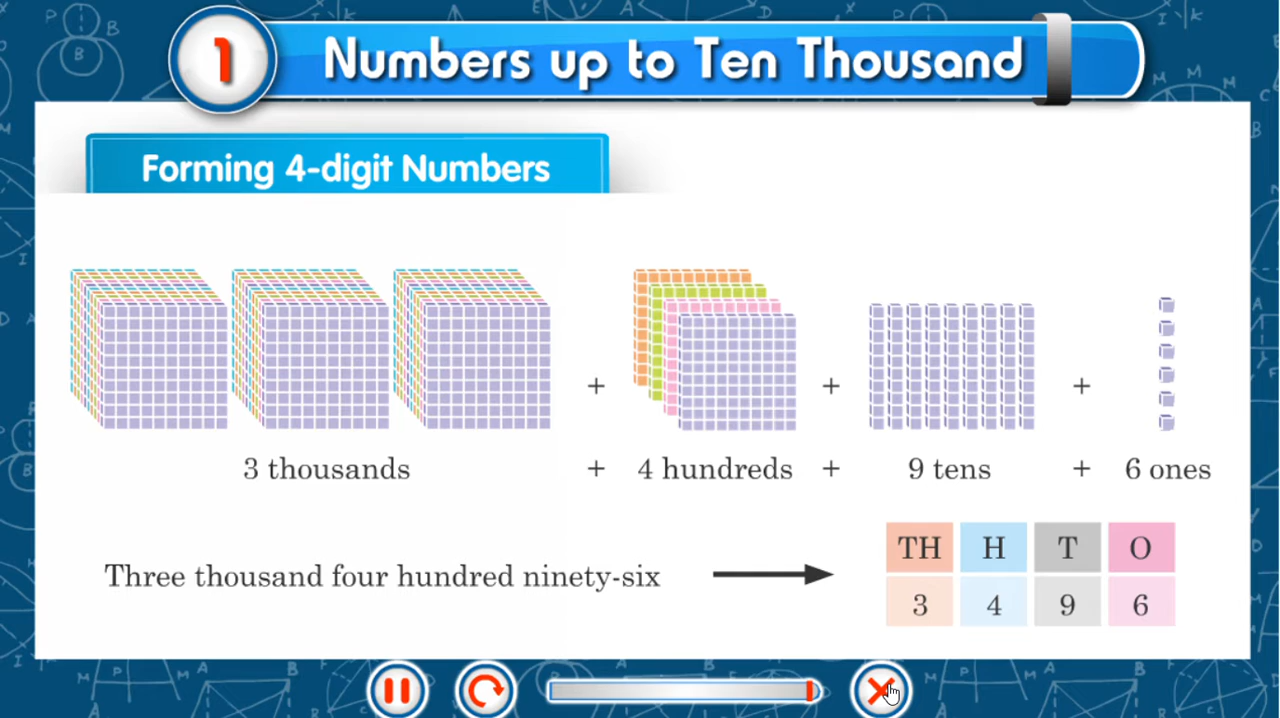 1 Numbers up to Ten Thousand
Forming 4-digit Numbers
+ + +
3 thousands + 4 hundreds + 9 tens + 6 ones
TH H T O
Three thousand four hundred ninety-six
3 4 9 6